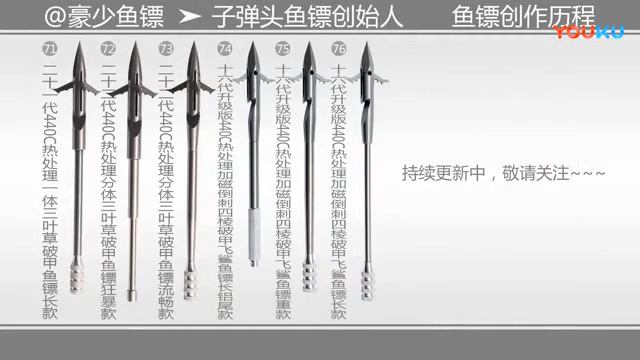 @豪少鱼镖 ➤ 子弹头鱼镖创始人 鱼镖创作历程
YOUKU
71
二十一代440C热处理一体三叶草破甲鱼镖长款
72
二十一代440C热处理分体三叶草破甲鱼镖狂暴款
73
二十一代440C热处理分体三叶草破甲鱼镖流畅款
74
十六代升级版440C热处理加磁倒刺四棱破甲飞鲨鱼镖长铝尾款
75
十六代升级版440C热处理加磁倒刺四棱破甲飞鲨鱼镖重款
76
十六代升级版440C热处理加磁倒刺四棱破甲飞鲨鱼镖长款
持续更新中，敬请关注~~~